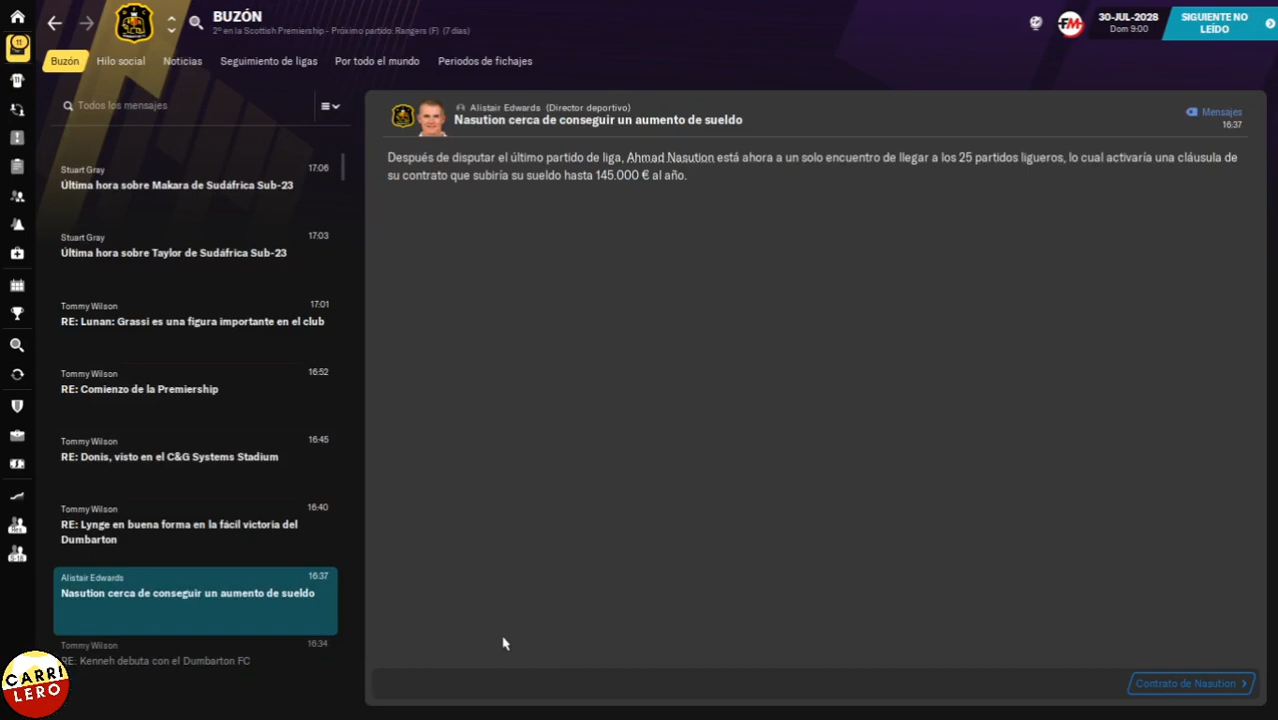 BUZÓN
2º en la Scottish Premiership - Próximo partido: Rangers (F) (7 días)
30-JUL-2028
Dom 9:00
SIGUIENTE NO
LEÍDO
11
FM
Buzón
Hilo social
Noticias
Seguimiento de ligas
Por todo el mundo
Periodos de fichajes
Todos los mensajes
Stuart Gray
17:06
Última hora sobre Makara de Sudáfrica Sub-23
Stuart Gray
17:03
Última hora sobre Taylor de Sudáfrica Sub-23
Tommy Wilson
17:01
RE: Lunan: Grassi es una figura importante en el club
Tommy Wilson
16:52
RE: Comienzo de la Premiership
Tommy Wilson
16:45
RE: Donis, visto en el C&G Systems Stadium
Tommy Wilson
16:40
RE: Lynge en buena forma en la fácil victoria del
Dumbarton
Alistair Edwards
16:37
Nasution cerca de conseguir un aumento de sueldo
Tommy Wilson
16:34
RE: Kenneh debuta con el Dumbarton FC
Alistair Edwards (Director deportivo)
Nasution cerca de conseguir un aumento de sueldo
Mensajes
16:37
Después de disputar el último partido de liga, Ahmad Nasution está ahora a un solo encuentro de llegar a los 25 partidos ligueros, lo cual activaría una cláusula de
su contrato que subiría su sueldo hasta 145.000 € al año.
Contrato de Nasution
CARRI
LERO